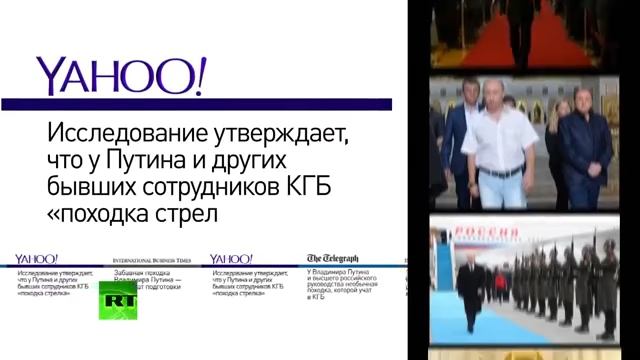 YAHOO!
Исследование утверждает,
что у Путина и других
бывших сотрудников КГБ
«походка стрел
YAHOO!
Исследование утверждает,
что у Путина и других
бывших сотрудников КГБ
«походка стрелка»
INTERNATIONAL BUSINESS TIMES
Забавная походка
Владимира Путина —
подготовки
YAHOO!
Исследование утверждает,
что у Путина и других
бывших сотрудников КГБ
«походка стрелка»
The Telegraph
У Владимира Путина
и высшего российского
руководства необычная
походка, которой учат
в КГБ
RT
РОССИЯ